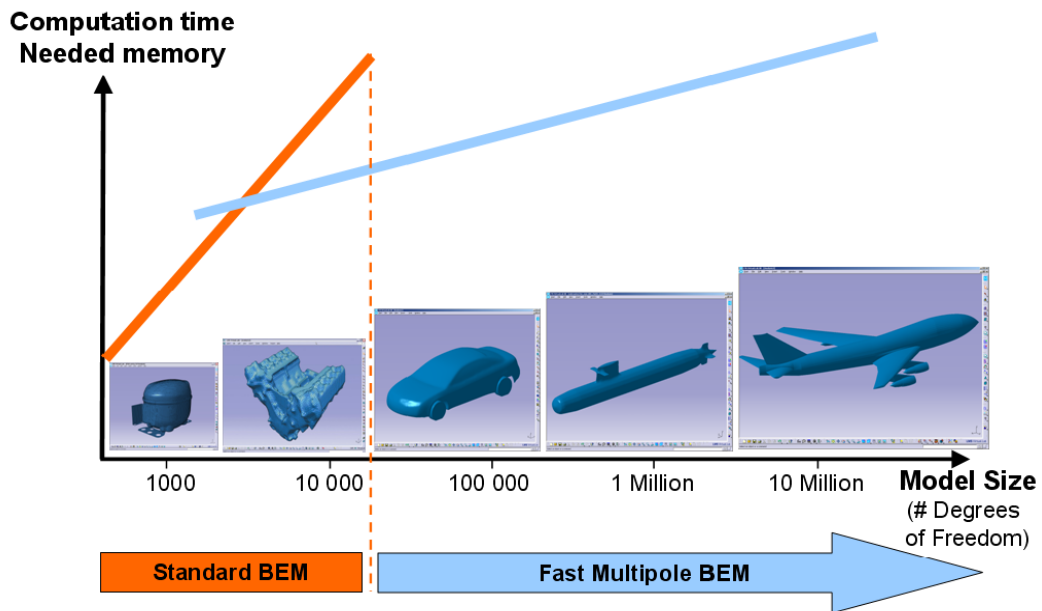 Computation time
Needed memory
1000
10 000
100 000
1 Million
10 Million
Model Size
(# Degrees
of Freedom)
Standard BEM
Fast Multipole BEM